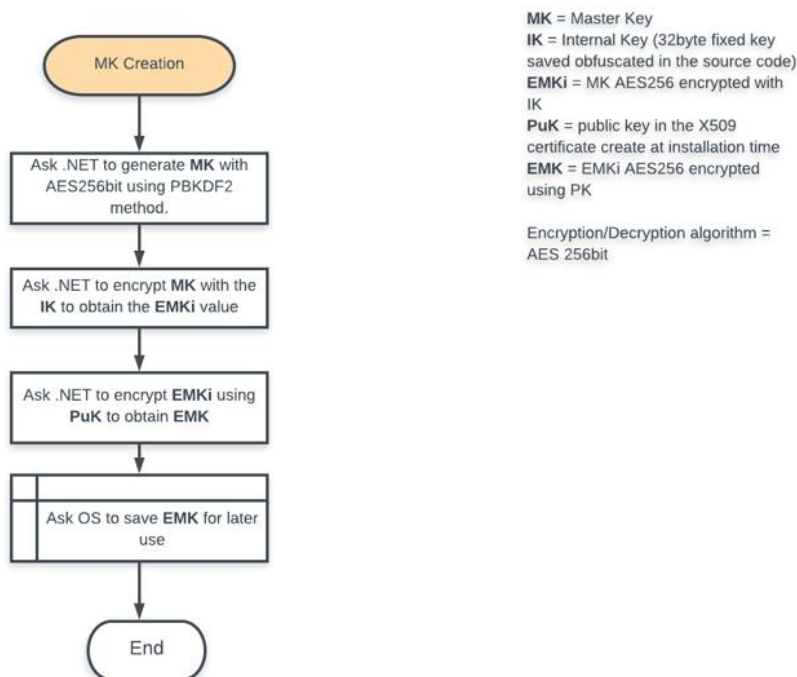 MK Creation
Ask .NET to generate MK with
AES256bit using PBKDF2
method.
Ask .NET to encrypt MK with the
IK to obtain the EMKi value
Ask .NET to encrypt EMKi using
PuK to obtain EMK
Ask OS to save EMK for later
use
End
MK = Master Key
IK = Internal Key (32byte fixed key
saved obfuscated in the source code)
EMKi = MK AES256 encrypted with
IK
PuK = public key in the X509
certificate create at installation time
EMK = EMKi AES256 encrypted
using PK
Encryption/Decryption algorithm =
AES 256bit